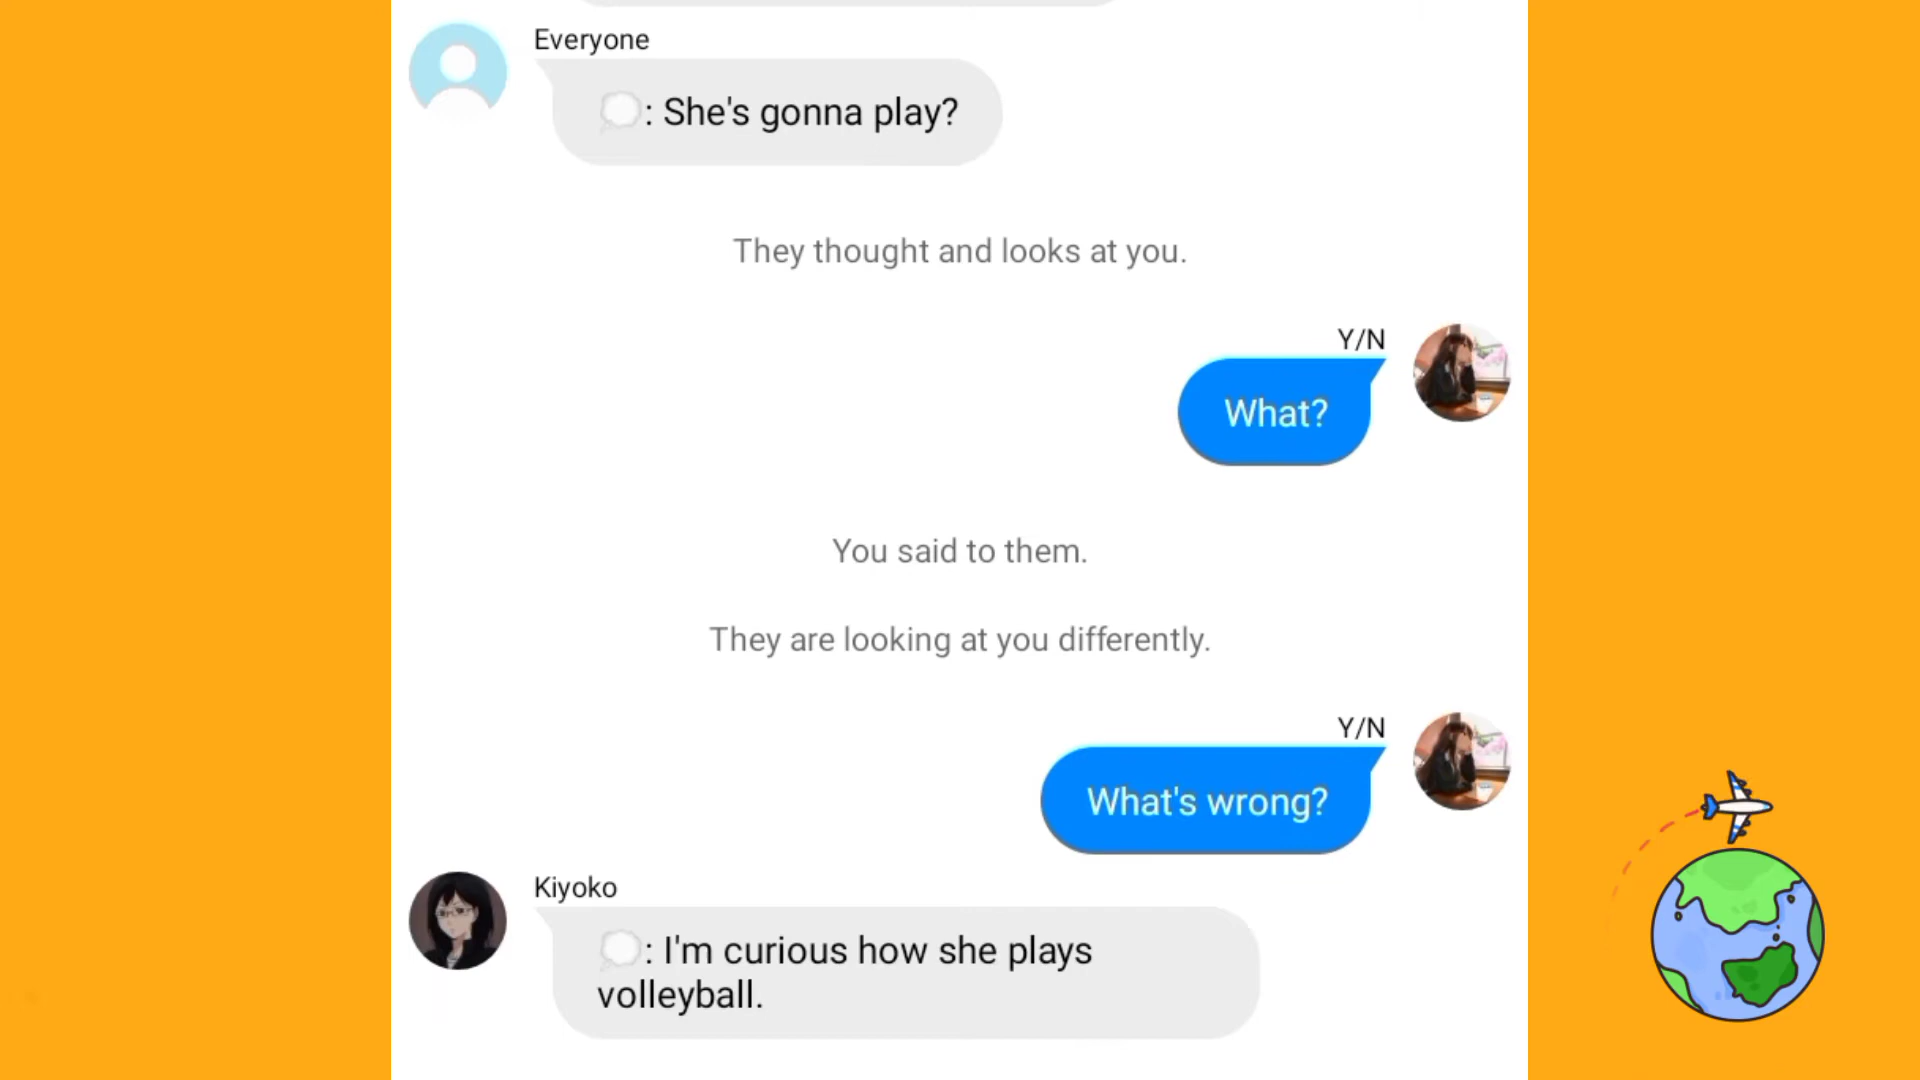 Everyone
💭: She's gonna play?
They thought and looks at you.
Y/N
What?
You said to them.
They are looking at you differently.
Y/N
What's wrong?
Kiyoko
💭: I'm curious how she plays
volleyball.